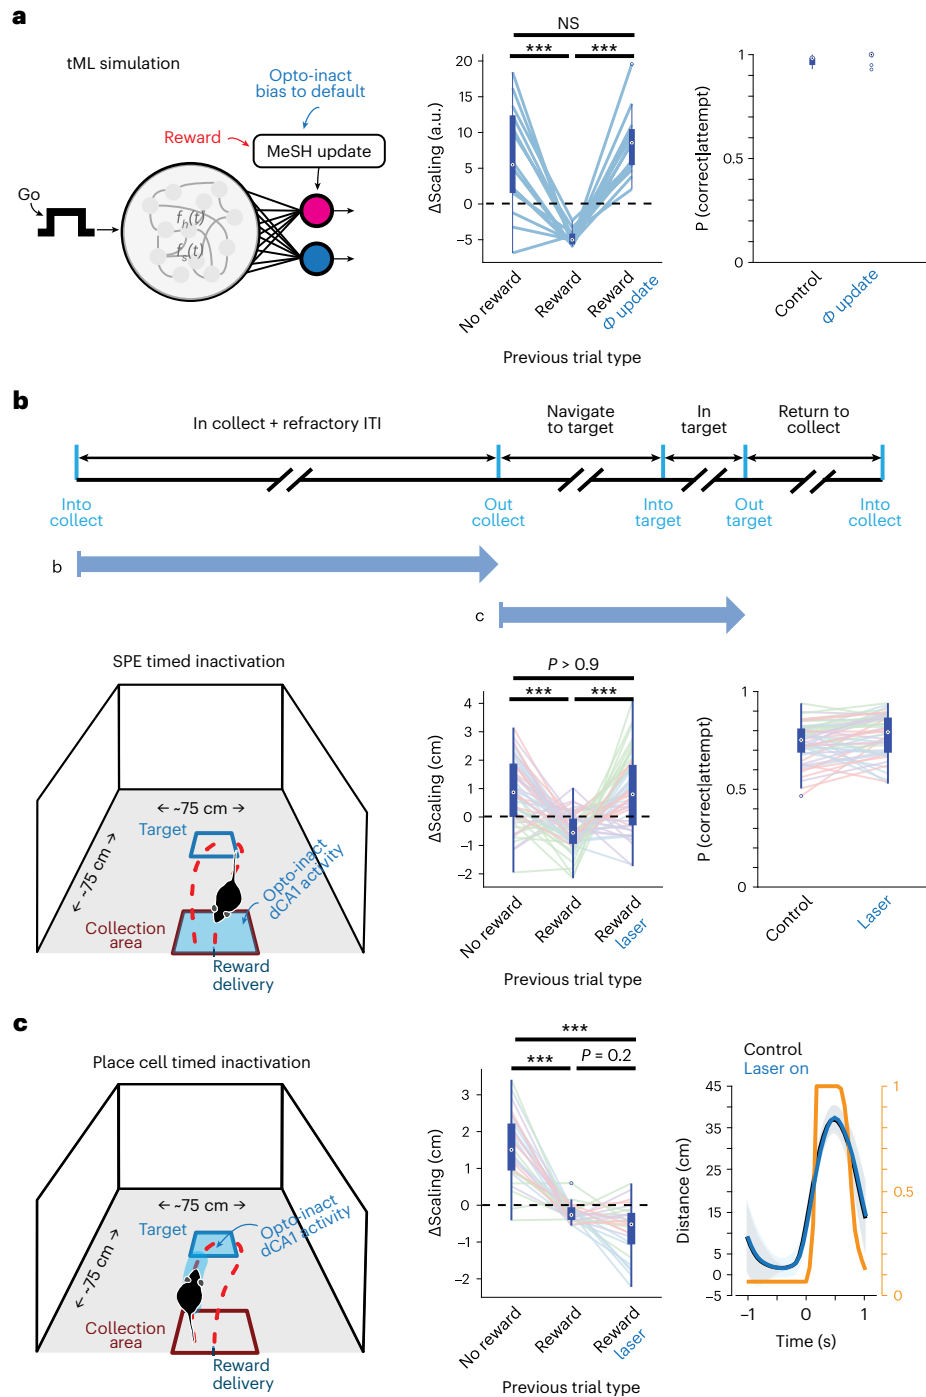 a
tML simulation
Opto-inact
bias to default
Reward
MeSH update
Go
f_h(t)
f_s(t)
NS
*** ***
ΔScaling (a.u.)
20
15
10
5
0
–5
No reward
Reward
Reward
Φ update
Previous trial type
P (correct|attempt)
1
0.5
0
Control
Φ update
b
In collect + refractory ITI
Navigate
to target
In
target
Return to
collect
Into
collect
Out
collect
Into
target
Out
target
Into
collect
b
c
SPE timed inactivation
~75 cm
~75 cm
Target
Opto-inact
dCA1 activity
Collection
area
Reward
delivery
P > 0.9
*** ***
ΔScaling (cm)
4
3
2
1
0
–1
–2
No reward
Reward
Reward
laser
Previous trial type
P (correct|attempt)
1
0.5
0
Control
Laser
c
Place cell timed inactivation
~75 cm
~75 cm
Target
Opto-inact
dCA1 activity
Collection
area
Reward
delivery
***
*** P = 0.2
ΔScaling (cm)
3
2
1
0
–1
–2
No reward
Reward
Reward
laser
Previous trial type
Control
Laser on
Distance (cm)
45
35
25
15
5
0
–5
1
0.5
0
–1 0 1
Time (s)